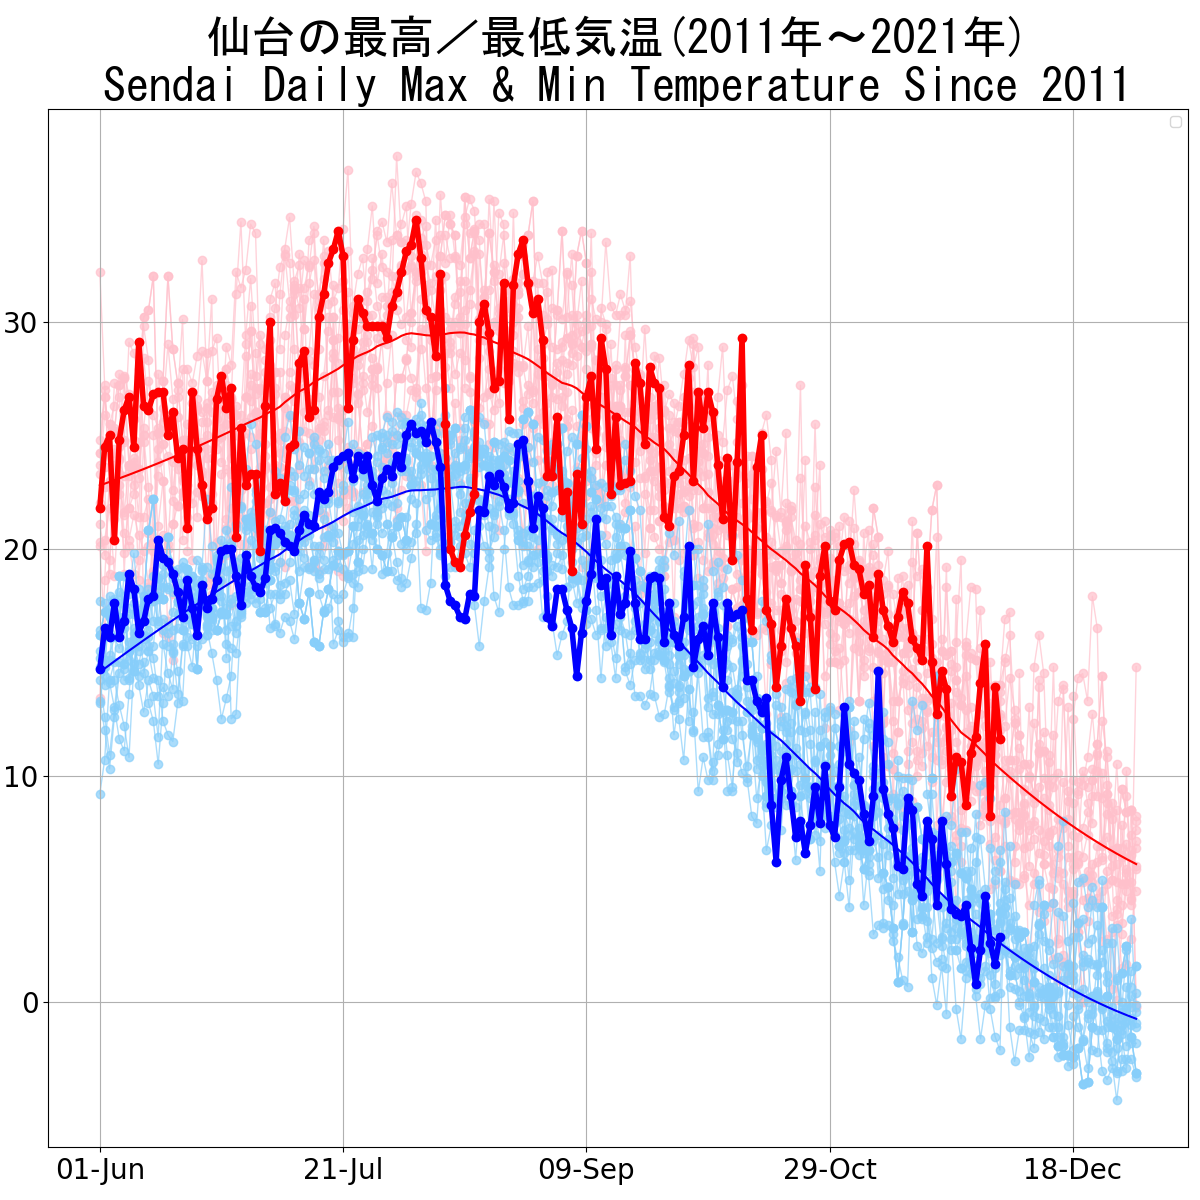 仙台の最高／最低気温(2011年～2021年)
Sendai Daily Max & Min Temperature Since 2011
30
20
10
0
01-Jun 21-Jul 09-Sep 29-Oct 18-Dec